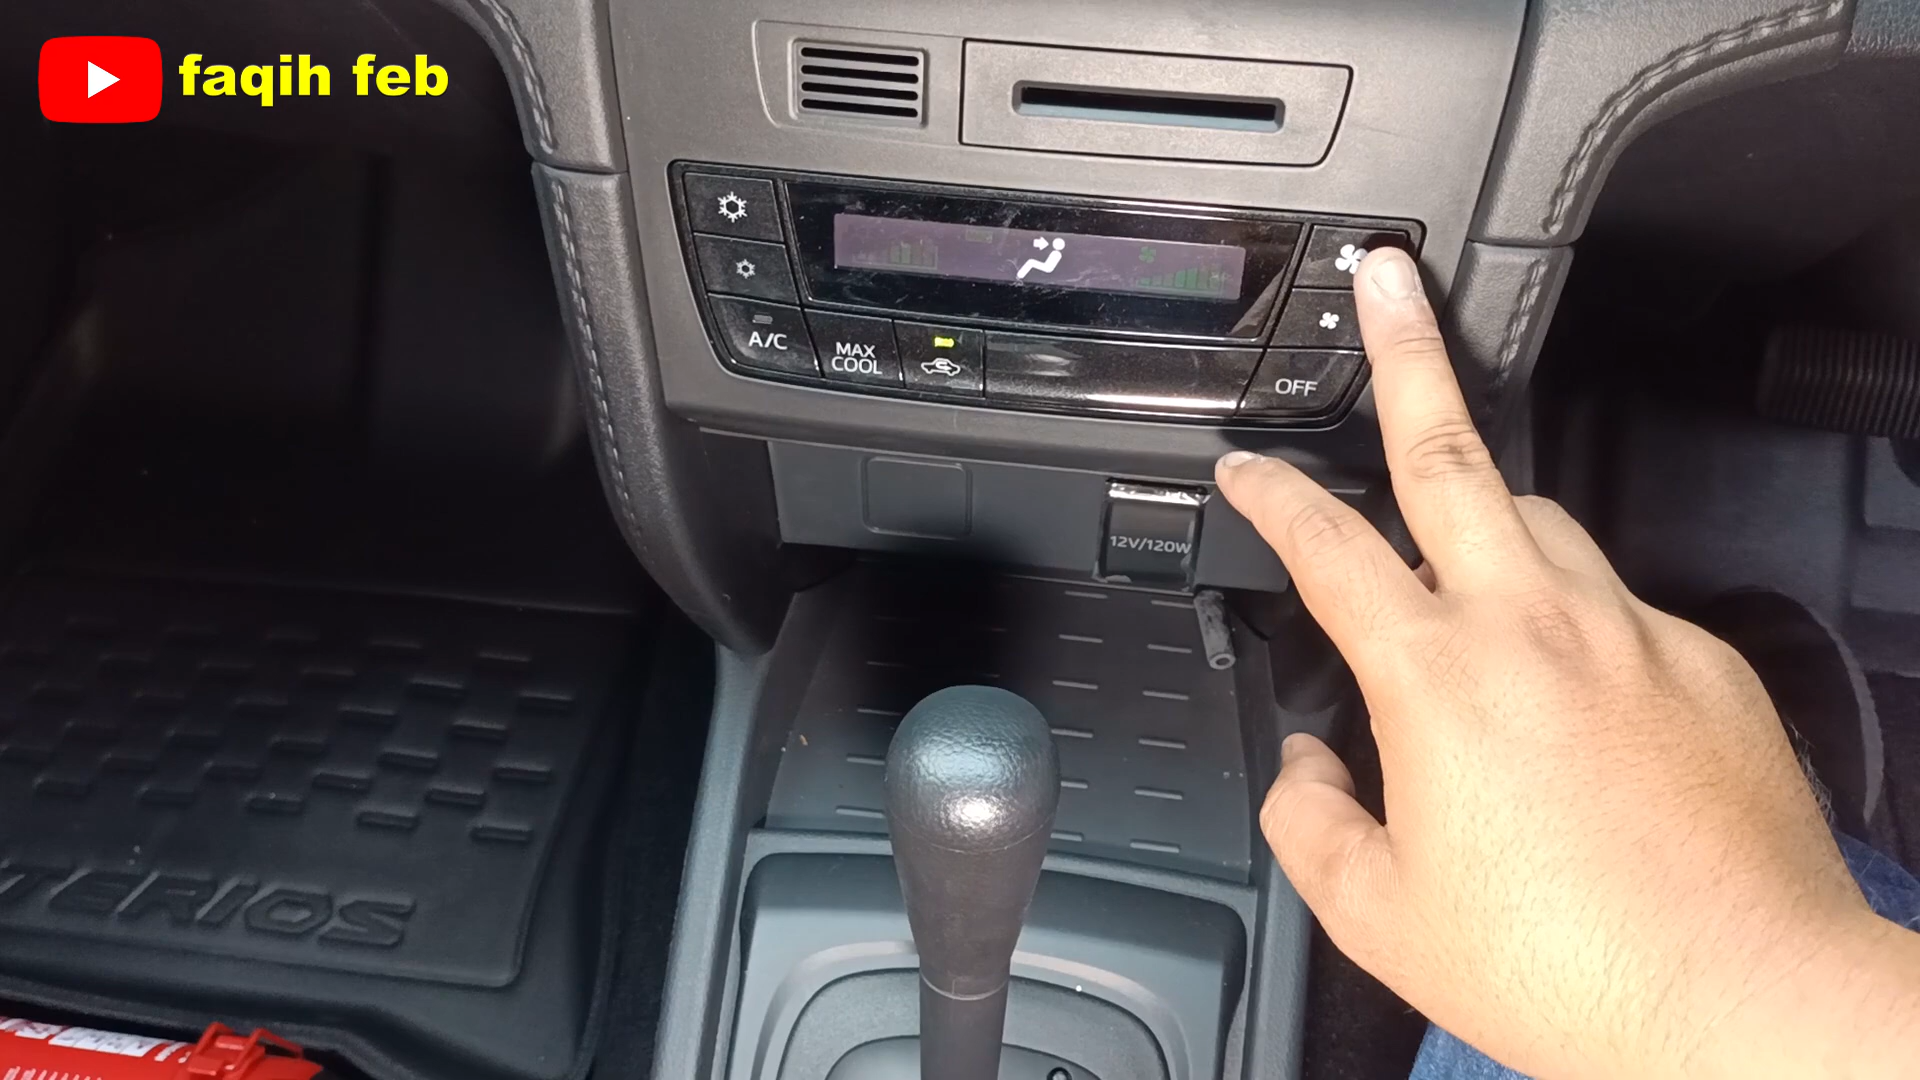 faqih feb
A/C
MAX
COOL
OFF
12V/120W
TERIOS